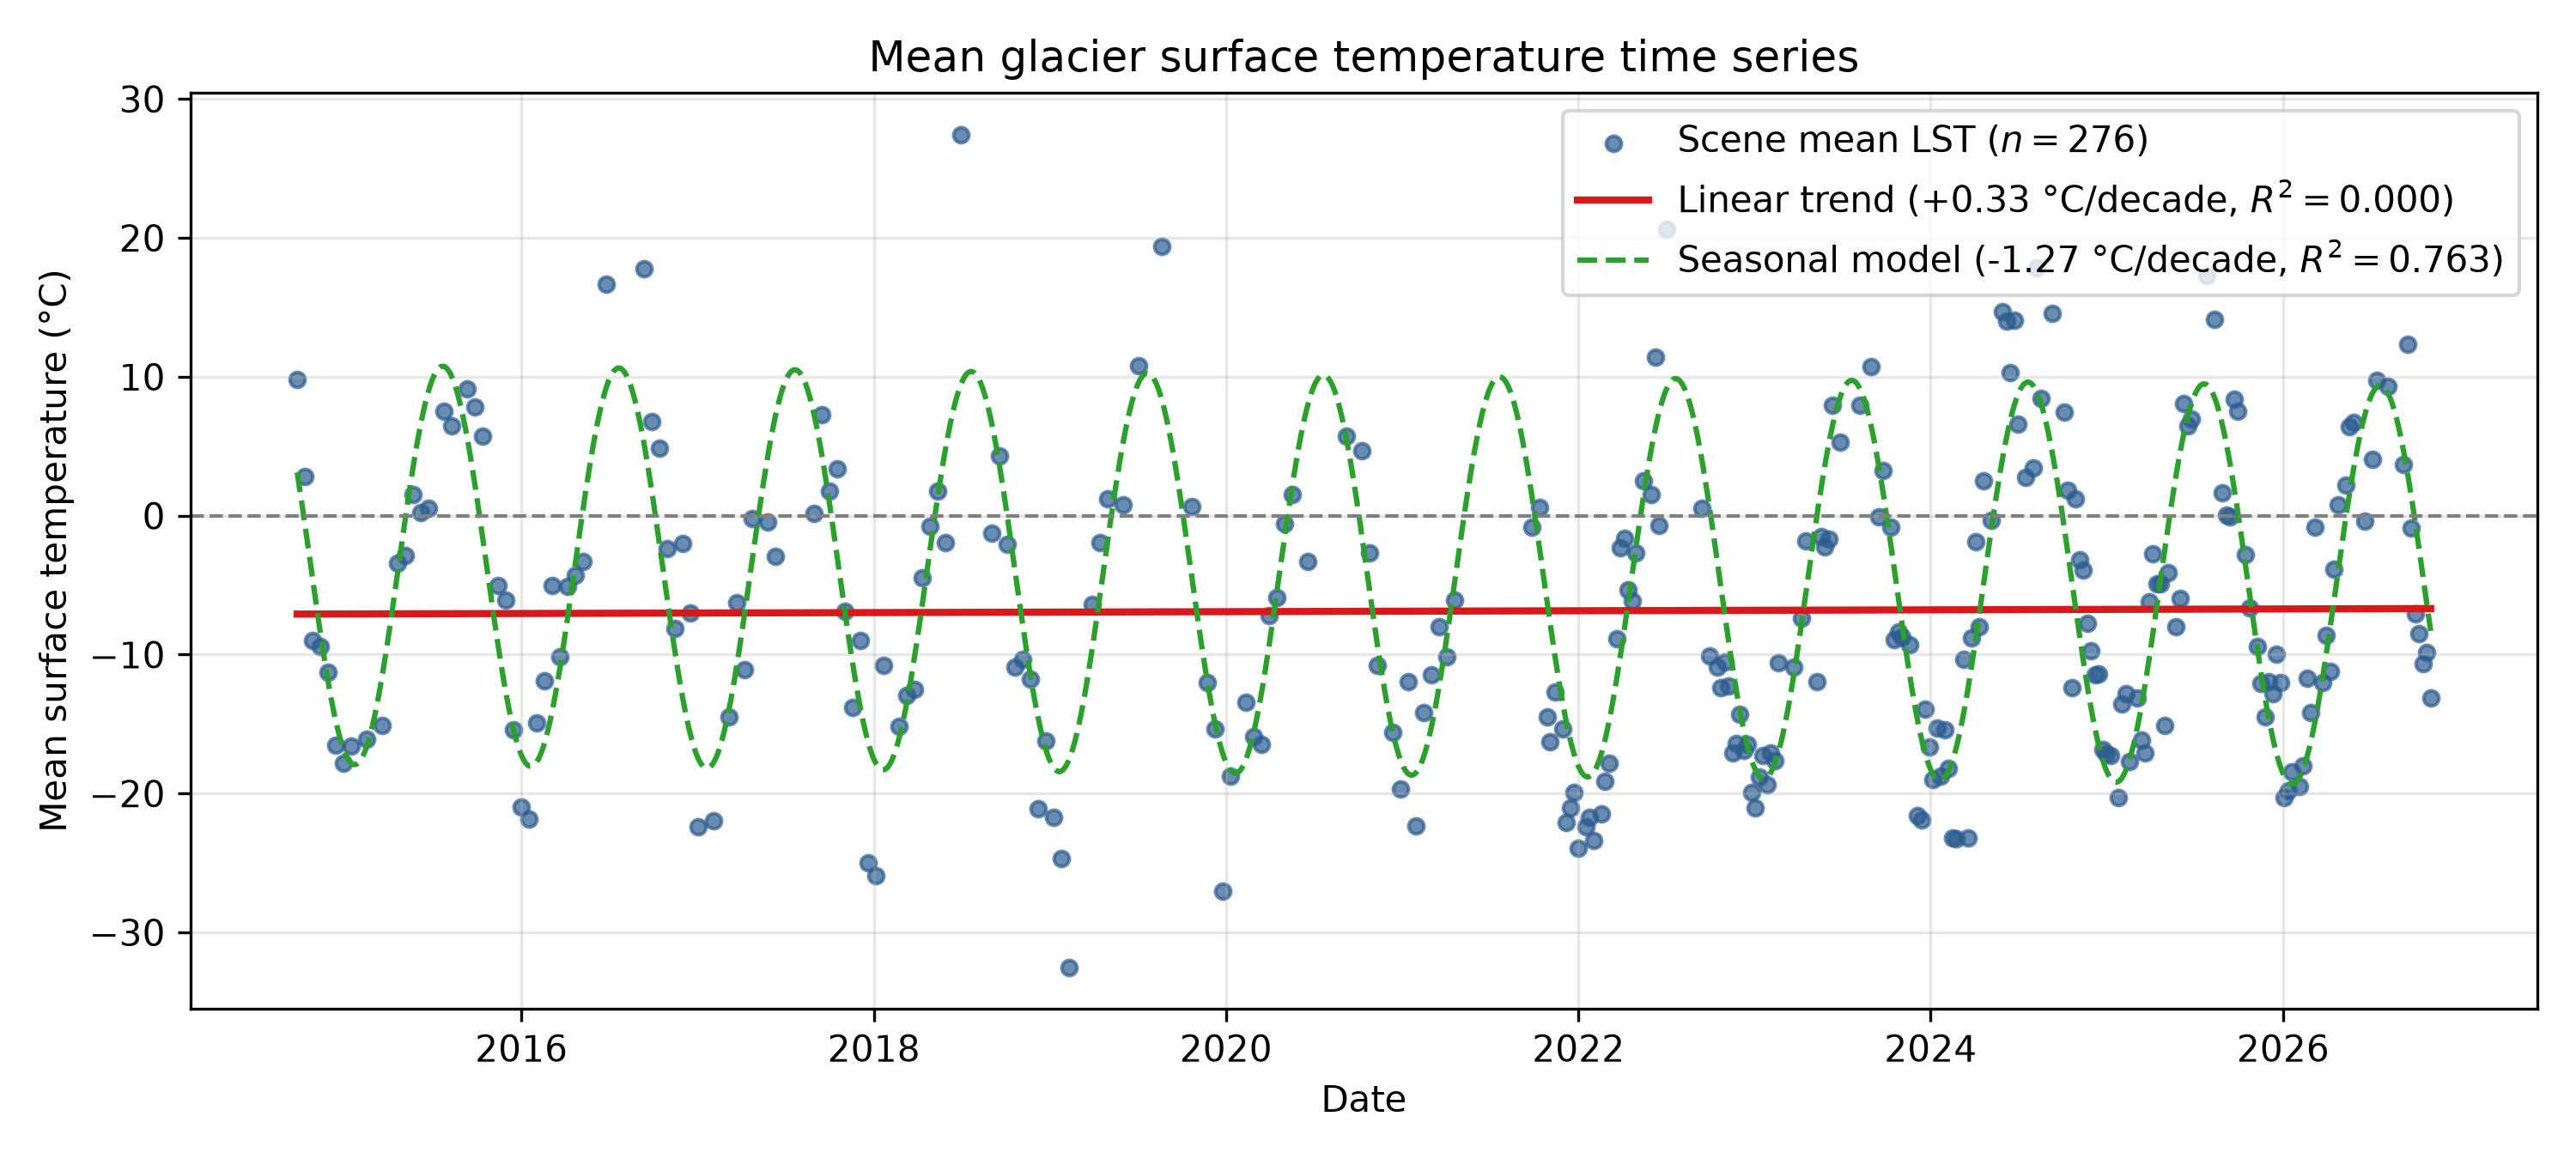 Mean glacier surface temperature time series
Mean surface temperature (°C)
30
20
10
0
−10
−20
−30
Scene mean LST (n = 276)
Linear trend (+0.33 °C/decade, R² = 0.000)
Seasonal model (-1.27 °C/decade, R² = 0.763)
2016 2018 2020 2022 2024 2026
Date